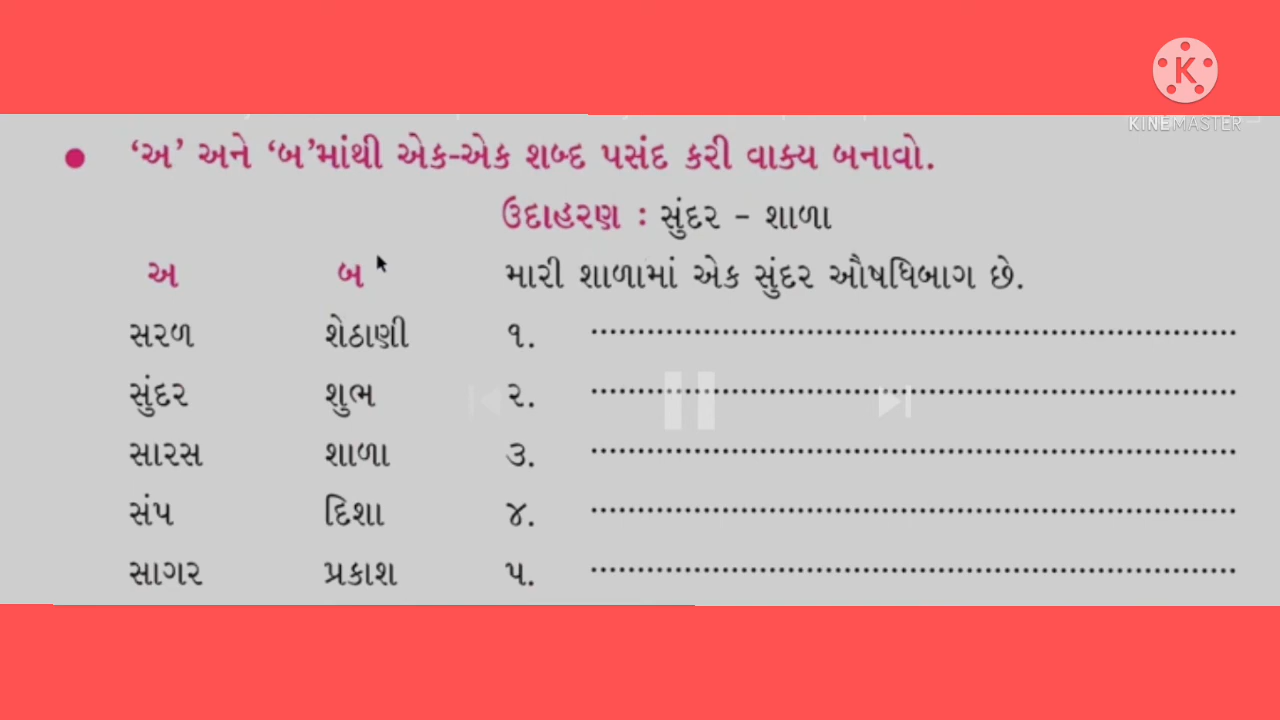 KINEMASTER
● ‘અ’ અને ‘બ’માંથી એક-એક શબ્દ પસંદ કરી વાક્ય બનાવો.
ઉદાહરણ : સુંદર - શાળા
અ બ મારી શાળામાં એક સુંદર ઔષધિબાગ છે.
સરળ શેઠાણી ૧. ........................................
સુંદર શુભ ૨. ........................................
સારસ શાળા ૩. ........................................
સંપ દિશા ૪. ........................................
સાગર પ્રકાશ ૫. ........................................